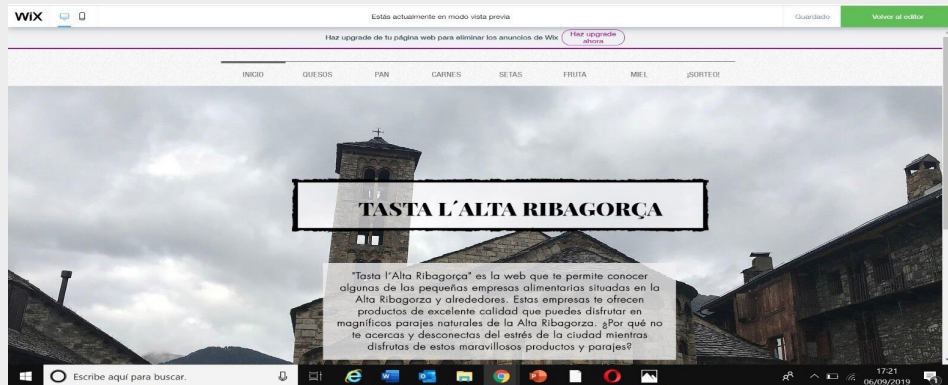 WiX
Estás actualmente en modo vista previa
Guardado
Volver al editor
Haz upgrade de tu página web para eliminar los anuncios de Wix
Haz upgrade
ahora
INICIO QUESOS PAN CARNES SETAS FRUTA MIEL ¡SORTEO!
TASTA L´ALTA RIBAGORÇA
"Tasta l'Alta Ribagorça" es la web que te permite conocer
algunas de las pequeñas empresas alimentarias situadas en la
Alta Ribagorza y alrededores. Estas empresas te ofrecen
productos de excelente calidad que puedes disfrutar en
magníficos parajes naturales de la Alta Ribagorza. ¿Por qué no
te acercas y desconectas del estrés de la ciudad mientras
disfrutas de estos maravillosos productos y parajes?
Escribe aquí para buscar.
17:21
06/09/2019